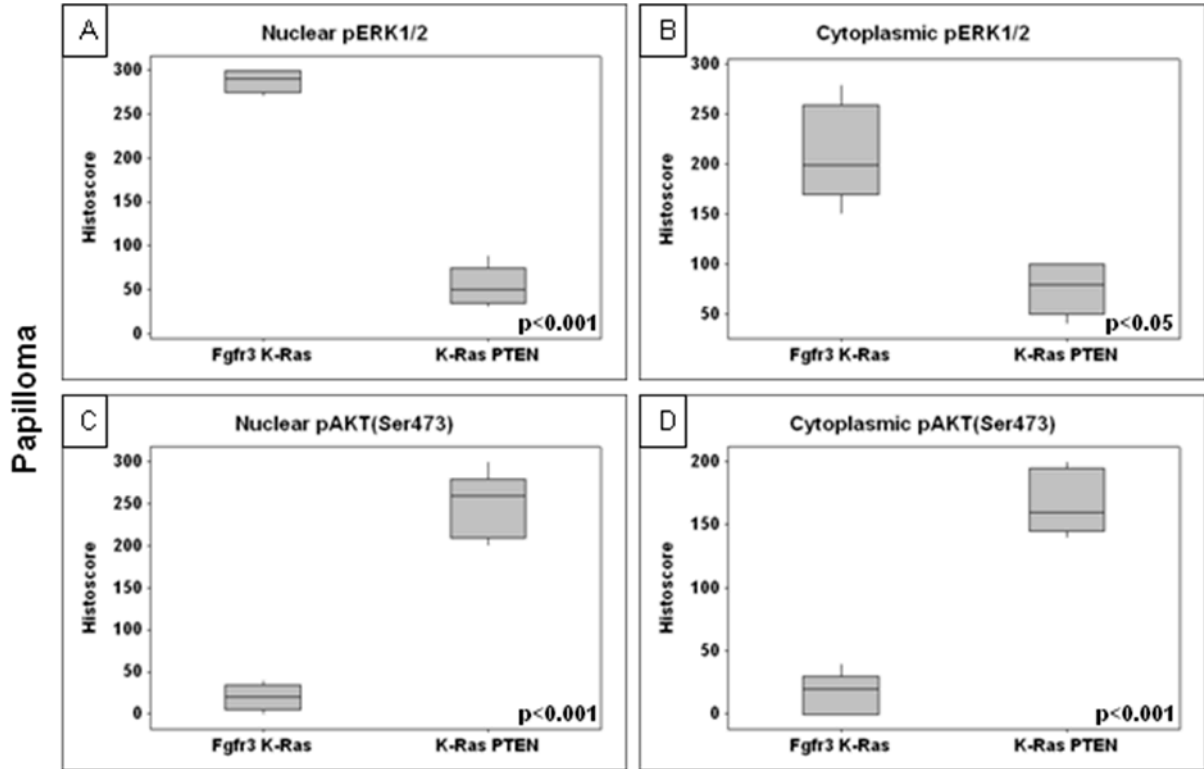 Papilloma
A
Nuclear pERK1/2
Histoscore
300
250
200
150
100
50
0
Fgfr3 K-Ras K-Ras PTEN
p<0.001
B
Cytoplasmic pERK1/2
Histoscore
300
250
200
150
100
50
Fgfr3 K-Ras K-Ras PTEN
p<0.05
C
Nuclear pAKT(Ser473)
Histoscore
300
250
200
150
100
50
0
Fgfr3 K-Ras K-Ras PTEN
p<0.001
D
Cytoplasmic pAKT(Ser473)
Histoscore
200
150
100
50
0
Fgfr3 K-Ras K-Ras PTEN
p<0.001